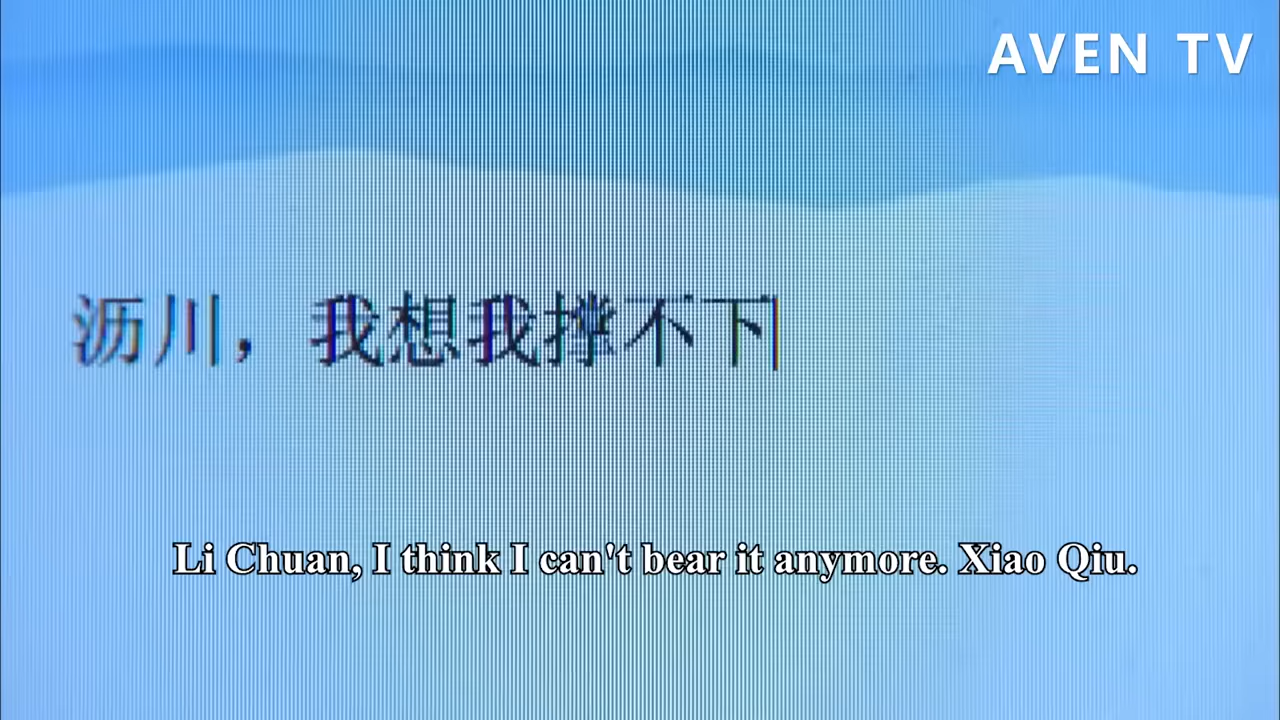 AVEN TV
沥川，我想我撑不下
Li Chuan, I think I can't bear it anymore. Xiao Qiu.